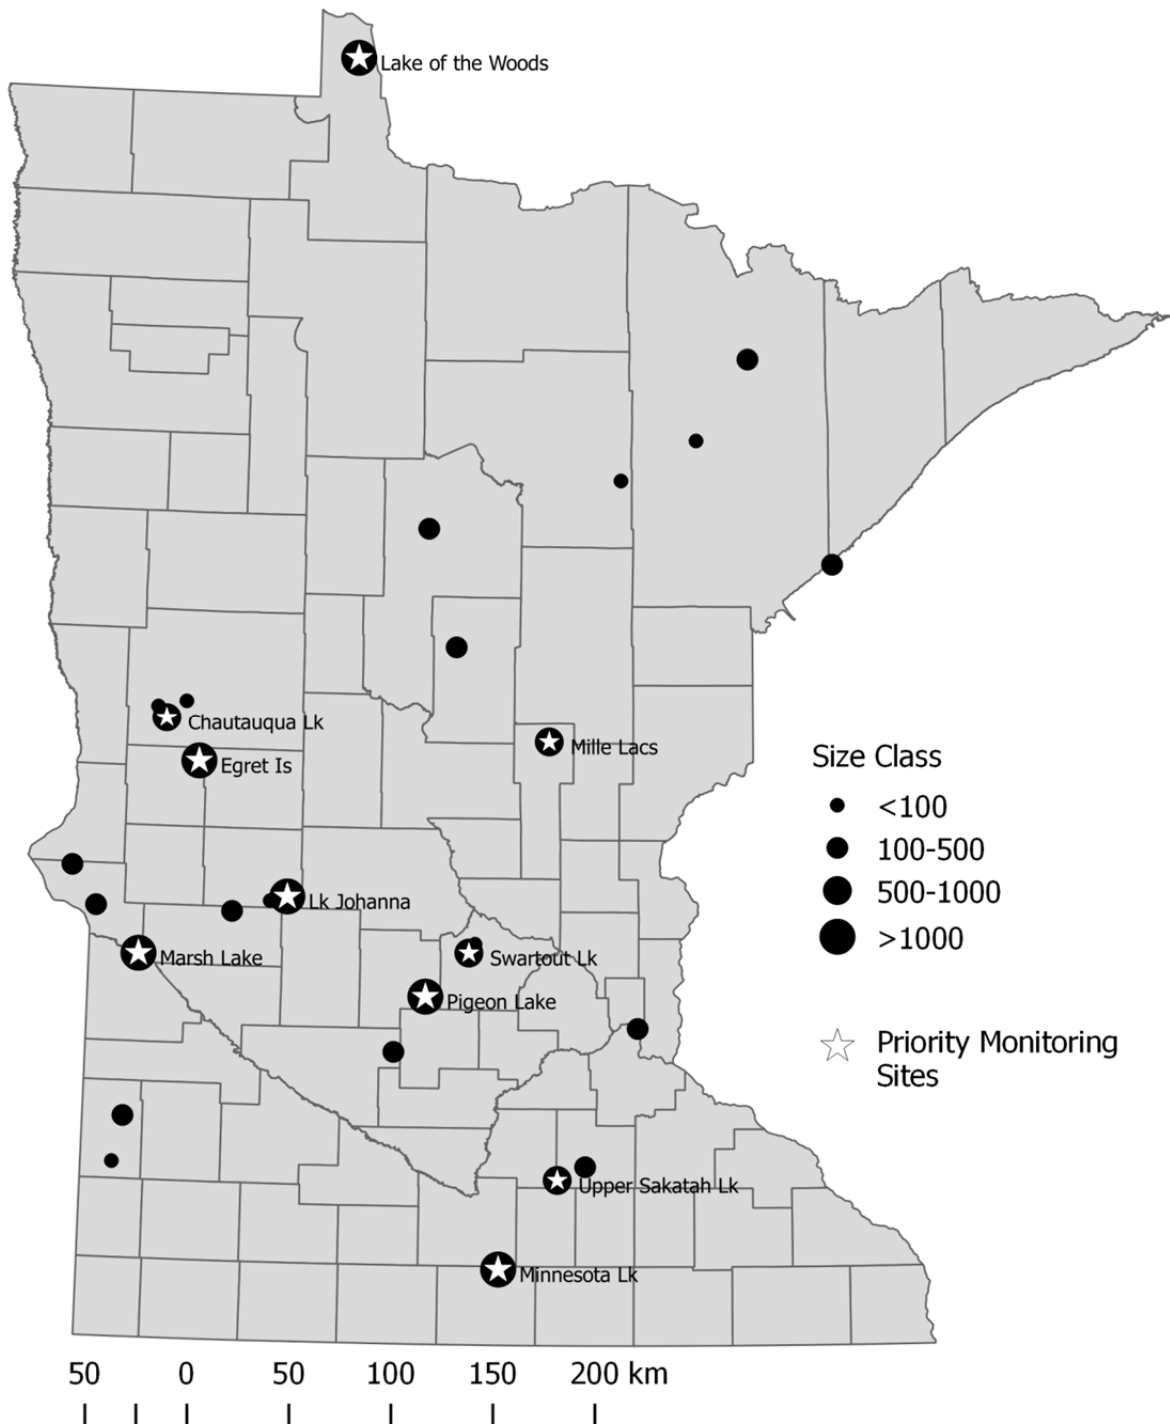 Lake of the Woods
Chautauqua Lk
Egret Is
Mille Lacs
Size Class
<100
100-500
500-1000
>1000
Lk Johanna
Marsh Lake
Swartout Lk
Pigeon Lake
Priority Monitoring
Sites
Upper Sakatah Lk
Minnesota Lk
50 0 50 100 150 200 km